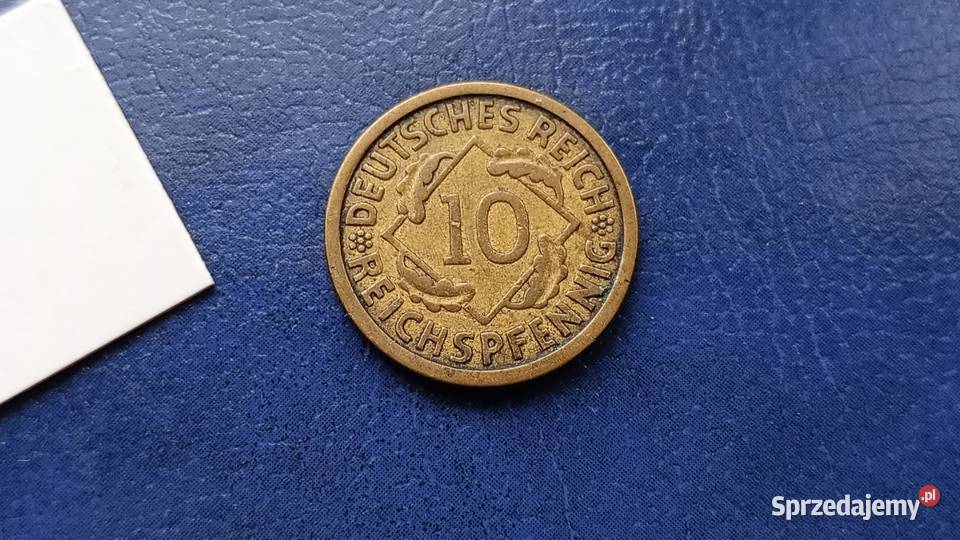 DEUTSCHES REICH
10
REICHSPFENNIG
Sprzedajemy.pl